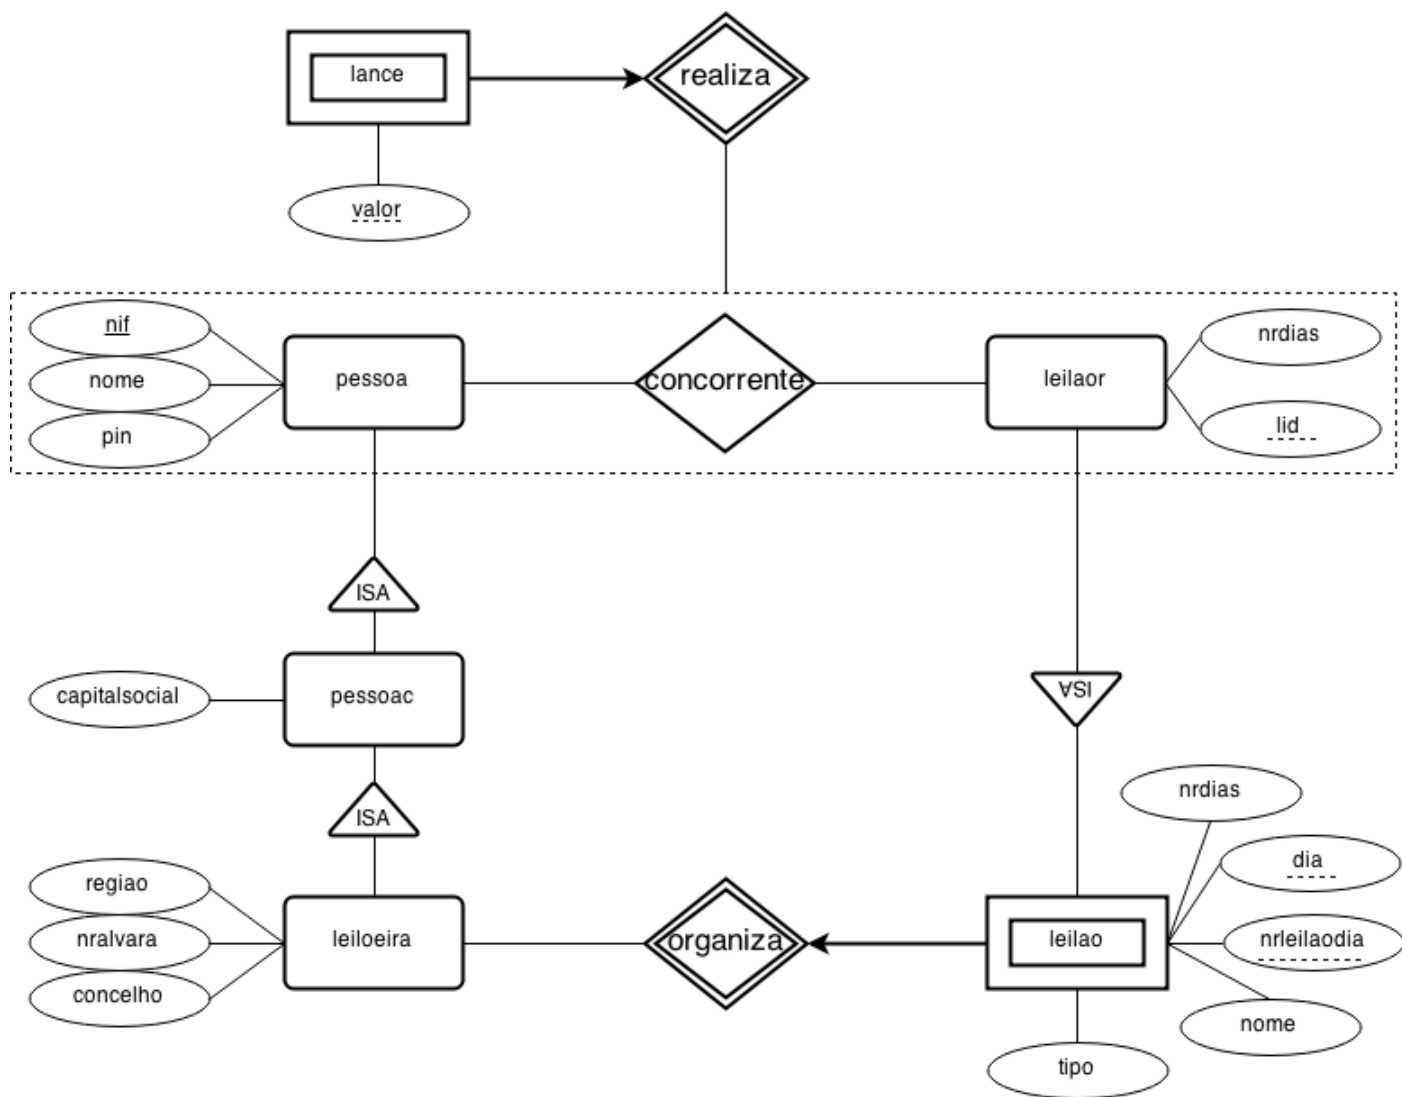 lance
realiza
valor
nif
nome
pin
pessoa
concorrente
leilaor
nrdias
lid
ISA
capitalsocial
pessoac
ISA
ISA
nrdias
dia
nrleilaodia
nome
regiao
nralvara
concelho
leiloeira
organiza
leilao
tipo